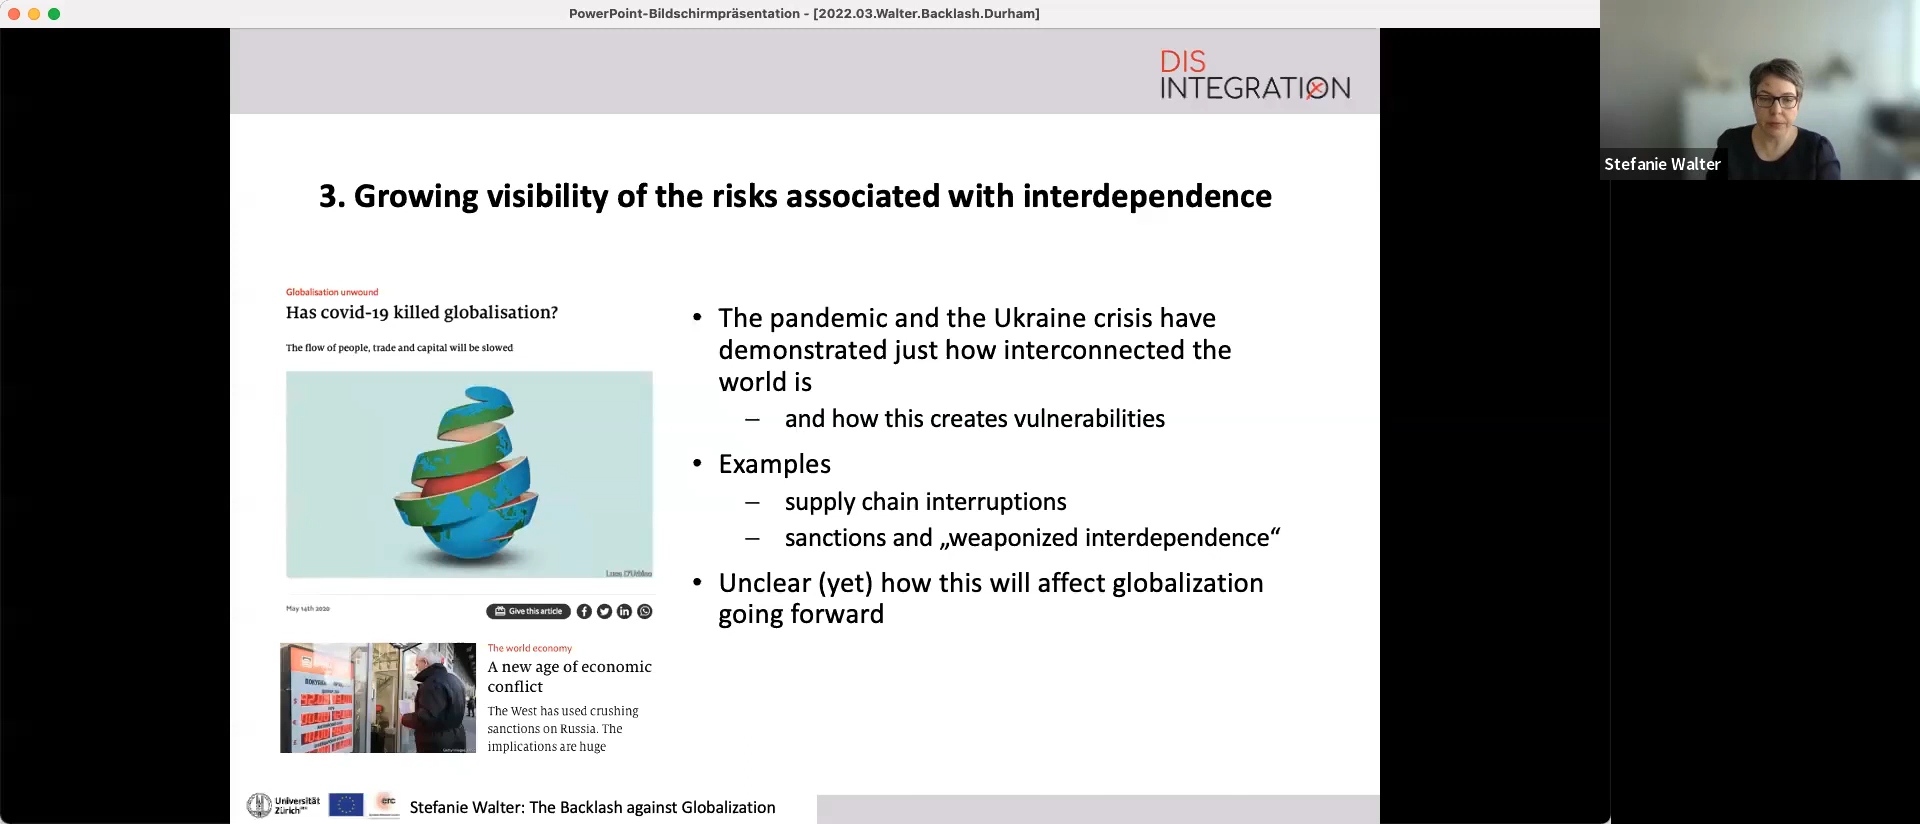 PowerPoint-Bildschirmpräsentation - [2022.03.Walter.Backlash.Durham]
DIS
INTEGRATION
Stefanie Walter
3. Growing visibility of the risks associated with interdependence
Globalisation unwound
Has covid-19 killed globalisation?
The flow of people, trade and capital will be slowed
May 14th 2020
Give this article
The world economy
A new age of economic
conflict
The West has used crushing
sanctions on Russia. The
implications are huge
• The pandemic and the Ukraine crisis have
demonstrated just how interconnected the
world is
– and how this creates vulnerabilities
• Examples
– supply chain interruptions
– sanctions and „weaponized interdependence“
• Unclear (yet) how this will affect globalization
going forward
Universität
Zürich
erc
Stefanie Walter: The Backlash against Globalization